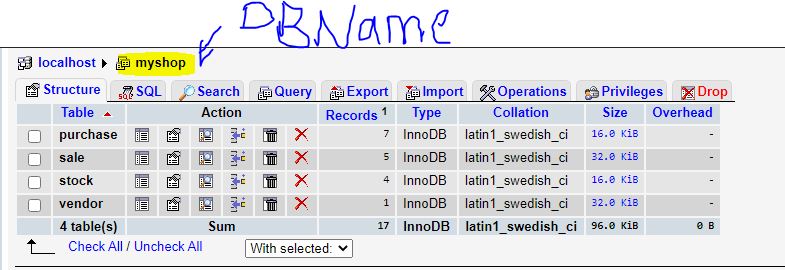 DBName
localhost myshop
Structure SQL Search Query Export Import Operations Privileges Drop
Table Action Records 1 Type Collation Size Overhead
purchase 7 InnoDB latin1_swedish_ci 16.0 KiB -
sale 5 InnoDB latin1_swedish_ci 32.0 KiB -
stock 4 InnoDB latin1_swedish_ci 16.0 KiB -
vendor 1 InnoDB latin1_swedish_ci 32.0 KiB -
4 table(s) Sum 17 InnoDB latin1_swedish_ci 96.0 KiB 0 B
Check All / Uncheck All With selected: